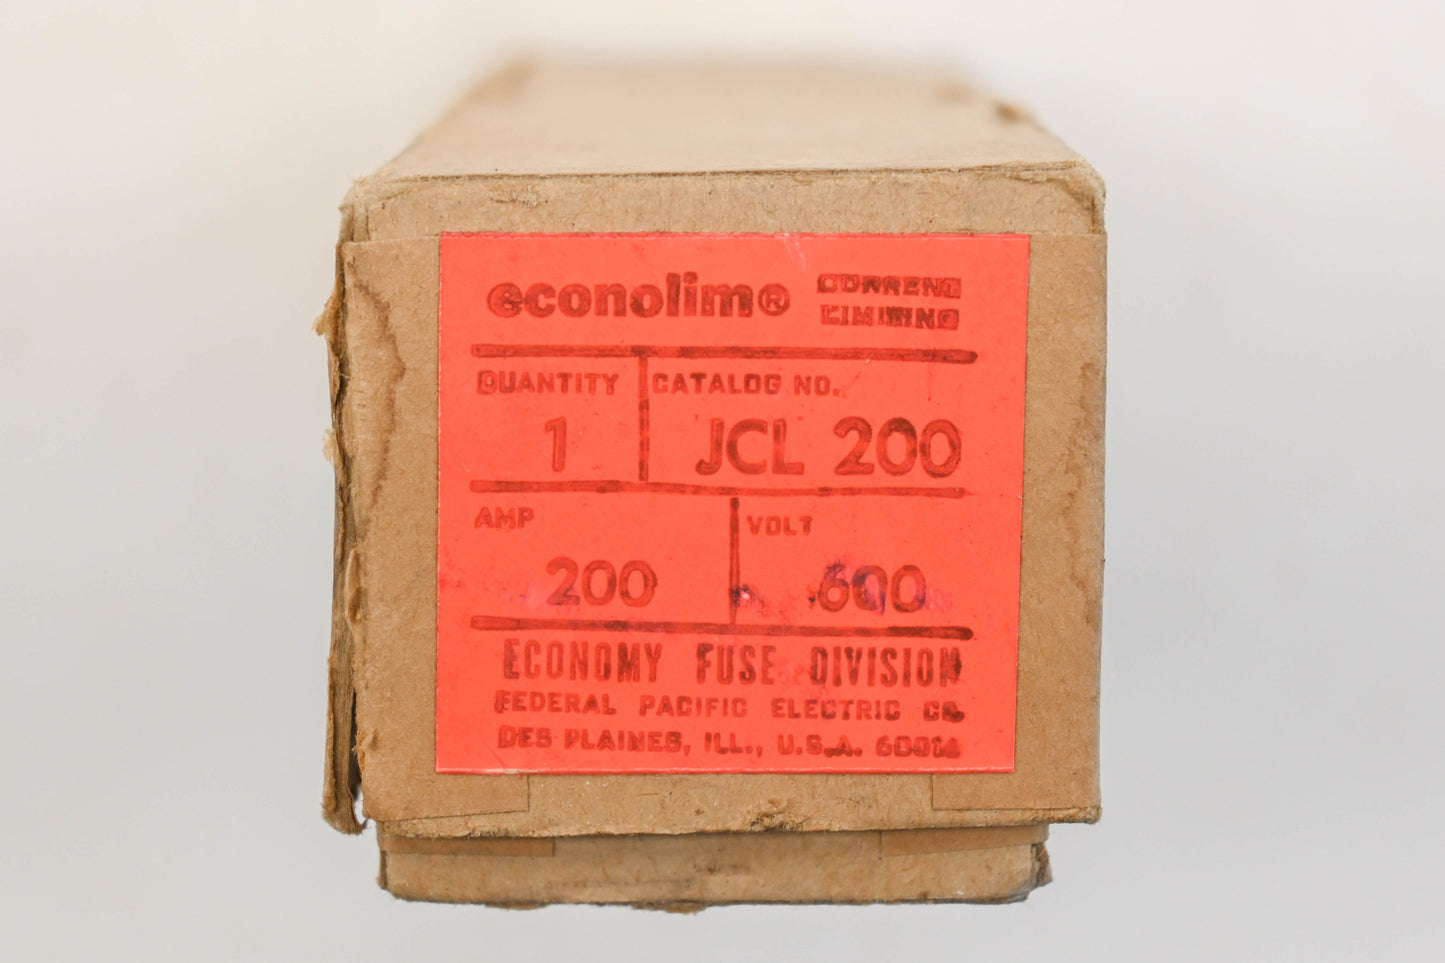 econolim® CURRENT
LIMITING
QUANTITY CATALOG NO.
1 JCL 200
AMP VOLT
200 600
ECONOMY FUSE DIVISION
FEDERAL PACIFIC ELECTRIC CO.
DES PLAINES, ILL., U.S.A.